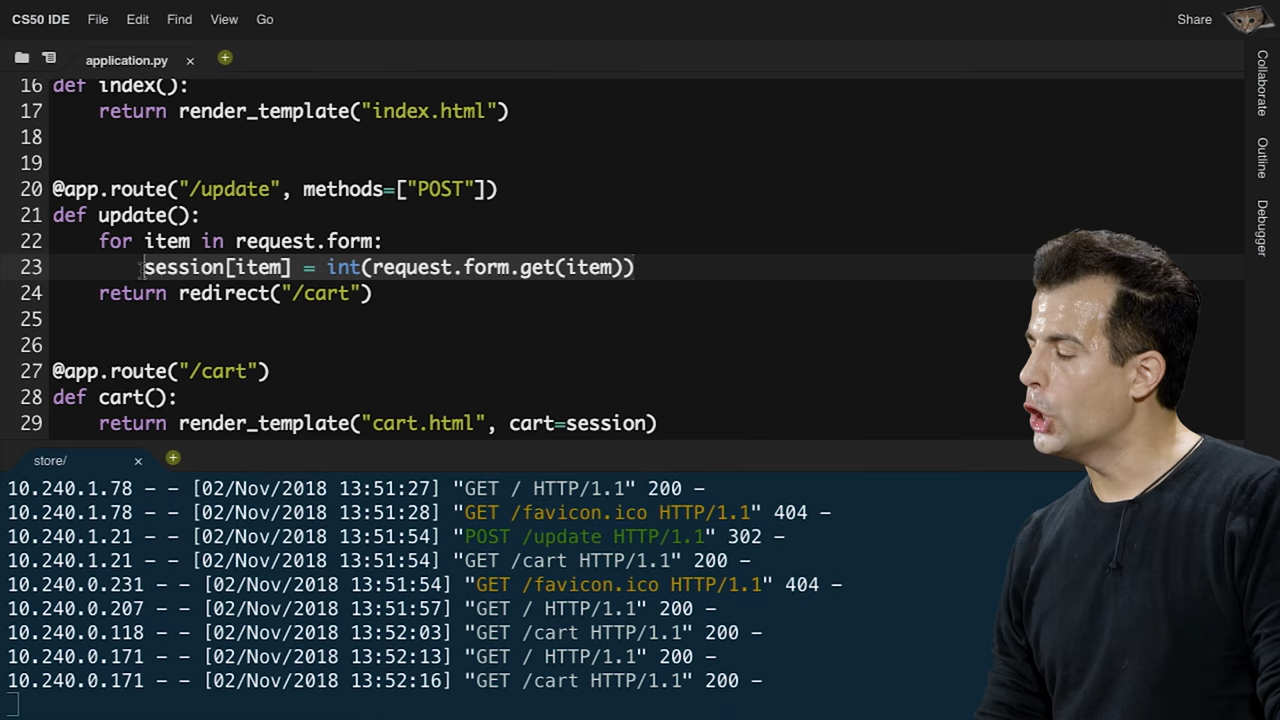 CS50 IDE File Edit View Find Go Share
application.py
16 def index():
17 return render_template("index.html")
18
19
20 @app.route("/update", methods=["POST"])
21 def update():
22 for item in request.form:
23 session[item] = int(request.form.get(item))
24 return redirect("/cart")
25
26
27 @app.route("/cart")
28 def cart():
29 return render_template("cart.html", cart=session)
Collaborate
Outline
Debugger
store/
10.240.1.78 - - [02/Nov/2018 13:51:27] "GET / HTTP/1.1" 200 -
10.240.1.78 - - [02/Nov/2018 13:51:28] "GET /favicon.ico HTTP/1.1" 404 -
10.240.1.21 - - [02/Nov/2018 13:51:54] "POST /update HTTP/1.1" 302 -
10.240.1.21 - - [02/Nov/2018 13:51:54] "GET /cart HTTP/1.1" 200 -
10.240.0.231 - - [02/Nov/2018 13:51:54] "GET /favicon.ico HTTP/1.1" 404 -
10.240.0.207 - - [02/Nov/2018 13:51:57] "GET / HTTP/1.1" 200 -
10.240.0.118 - - [02/Nov/2018 13:52:03] "GET /cart HTTP/1.1" 200 -
10.240.0.171 - - [02/Nov/2018 13:52:13] "GET / HTTP/1.1" 200 -
10.240.0.171 - - [02/Nov/2018 13:52:16] "GET /cart HTTP/1.1" 200 -